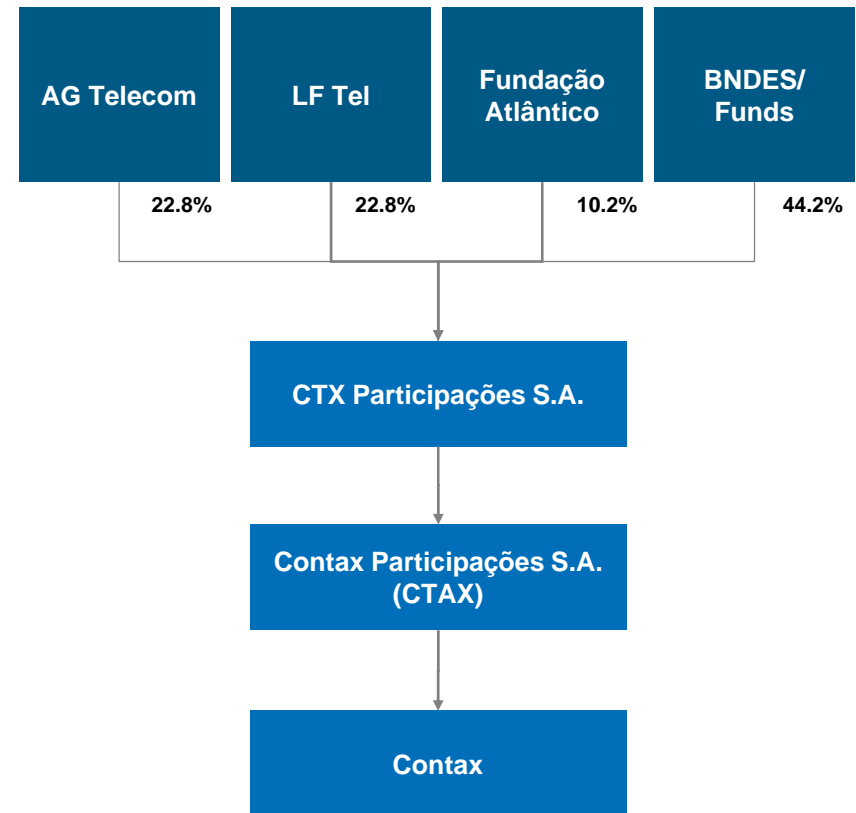 AG Telecom
LF Tel
Fundação
Atlântico
BNDES/
Funds
22.8%
22.8%
10.2%
44.2%
CTX Participações S.A.
Contax Participações S.A.
(CTAX)
Contax